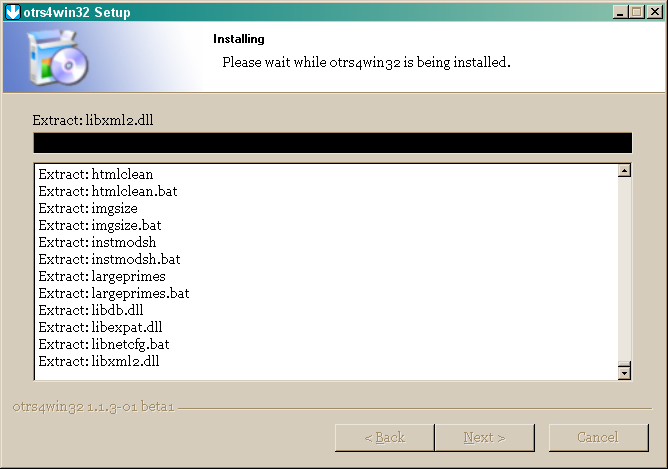 otrs4win32 Setup
Installing
Please wait while otrs4win32 is being installed.
Extract: libxml2.dll
Extract: htmlclean
Extract: htmlclean.bat
Extract: imgsize
Extract: imgsize.bat
Extract: instmodsh
Extract: instmodsh.bat
Extract: largeprimes
Extract: largeprimes.bat
Extract: libdb.dll
Extract: libexpat.dll
Extract: libnetcfg.bat
Extract: libxml2.dll
otrs4win32 1.1.3-01 beta1
< Back Next > Cancel